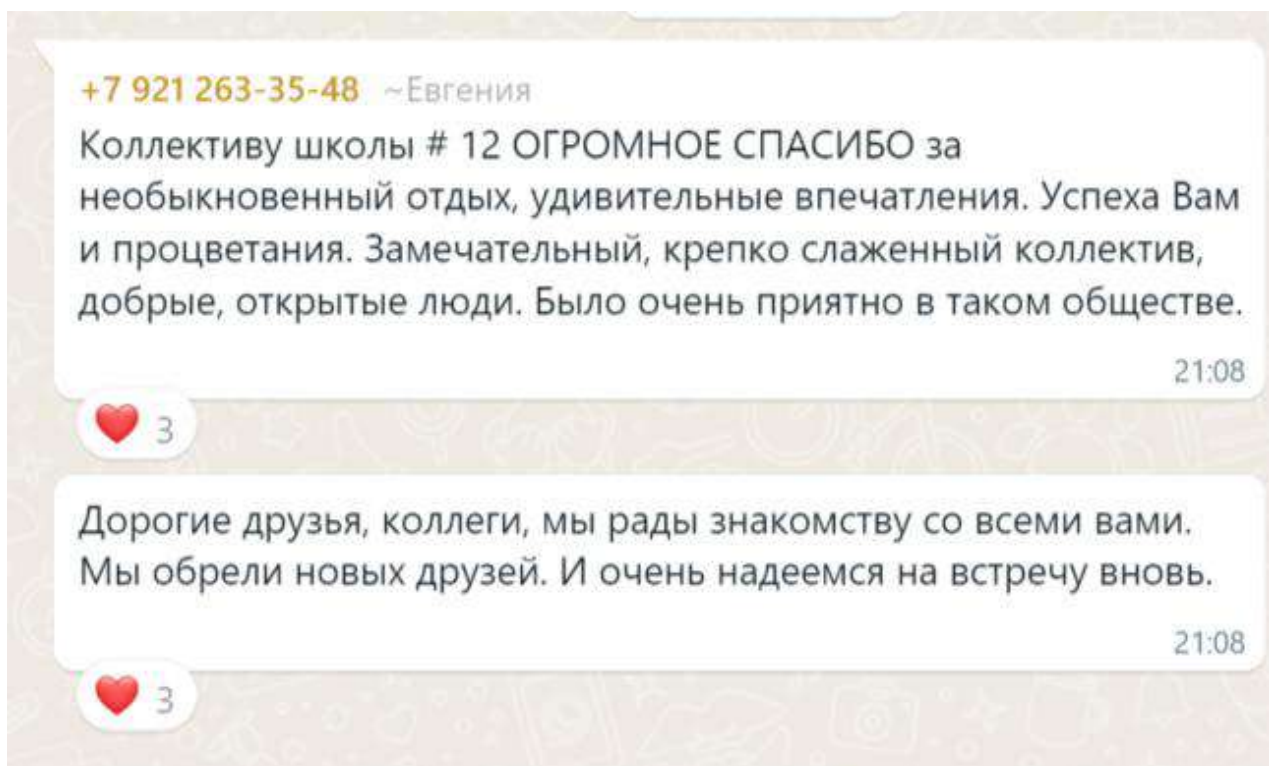 +7 921 263-35-48 ~Евгения
Коллективу школы # 12 ОГРОМНОЕ СПАСИБО за
необыкновенный отдых, удивительные впечатления. Успеха Вам
и процветания. Замечательный, крепко слаженный коллектив,
добрые, открытые люди. Было очень приятно в таком обществе.
21:08
❤️ 3
Дорогие друзья, коллеги, мы рады знакомству со всеми вами.
Мы обрели новых друзей. И очень надеемся на встречу вновь.
21:08
❤️ 3